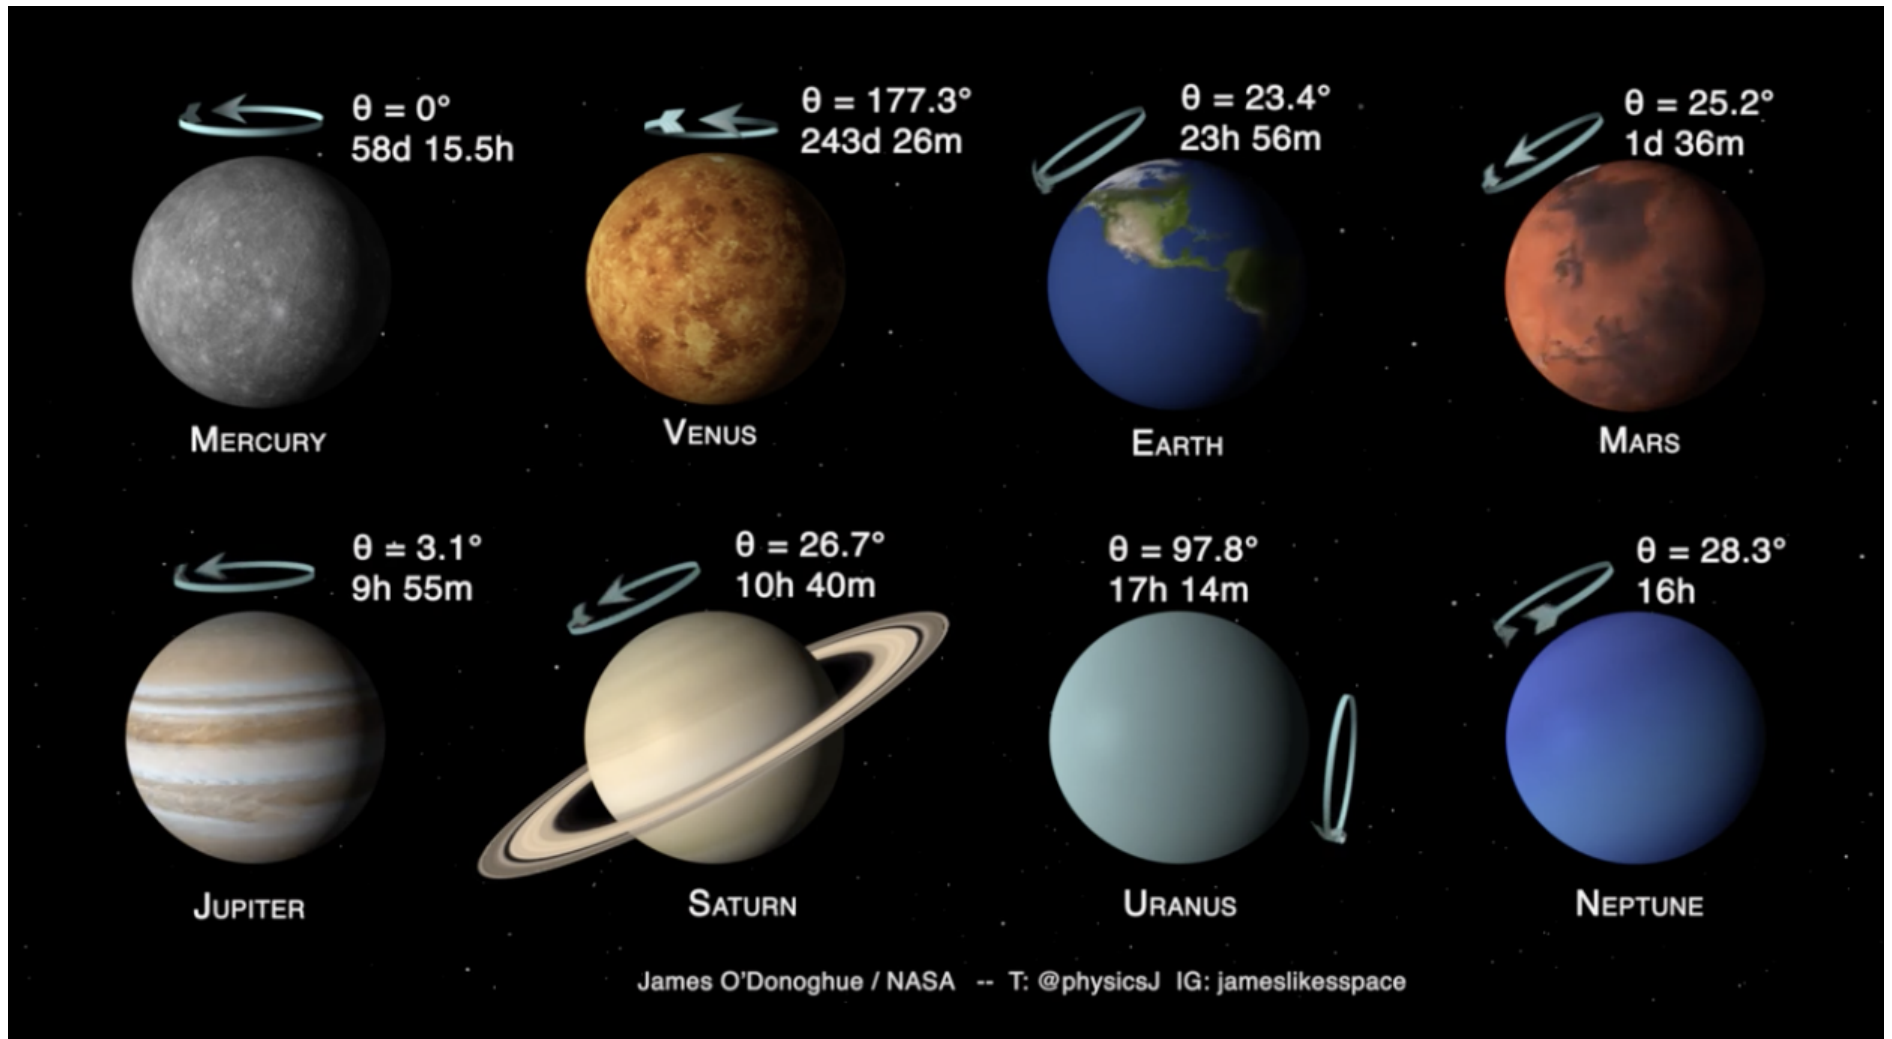 θ = 0°
58d 15.5h
MERCURY
θ = 177.3°
243d 26m
VENUS
θ = 23.4°
23h 56m
EARTH
θ = 25.2°
1d 36m
MARS
θ = 3.1°
9h 55m
JUPITER
θ = 26.7°
10h 40m
SATURN
θ = 97.8°
17h 14m
URANUS
θ = 28.3°
16h
NEPTUNE
James O'Donoghue / NASA -- T: @physicsJ IG: jameslikesspace